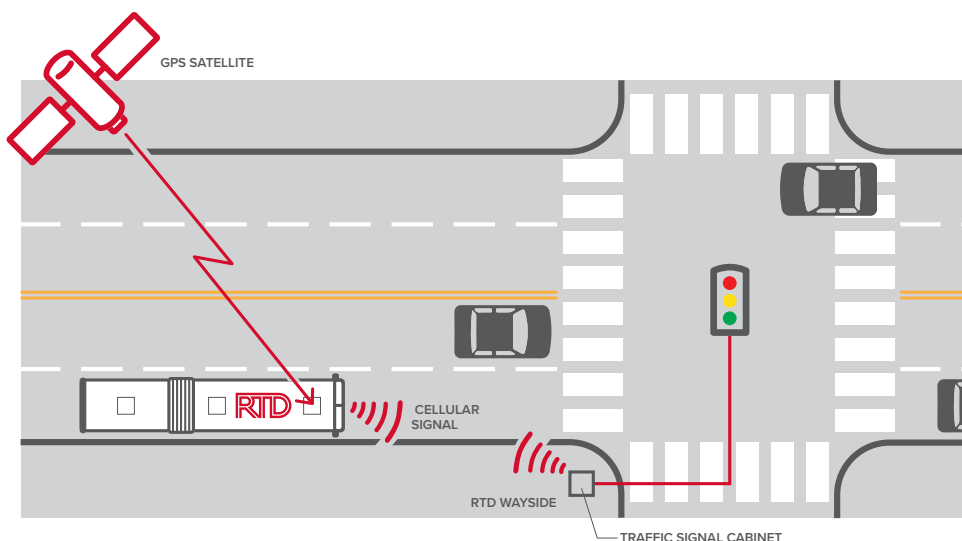 GPS SATELLITE
RTD
CELLULAR
SIGNAL
RTD WAYSIDE
TRAFFIC SIGNAL CABINET